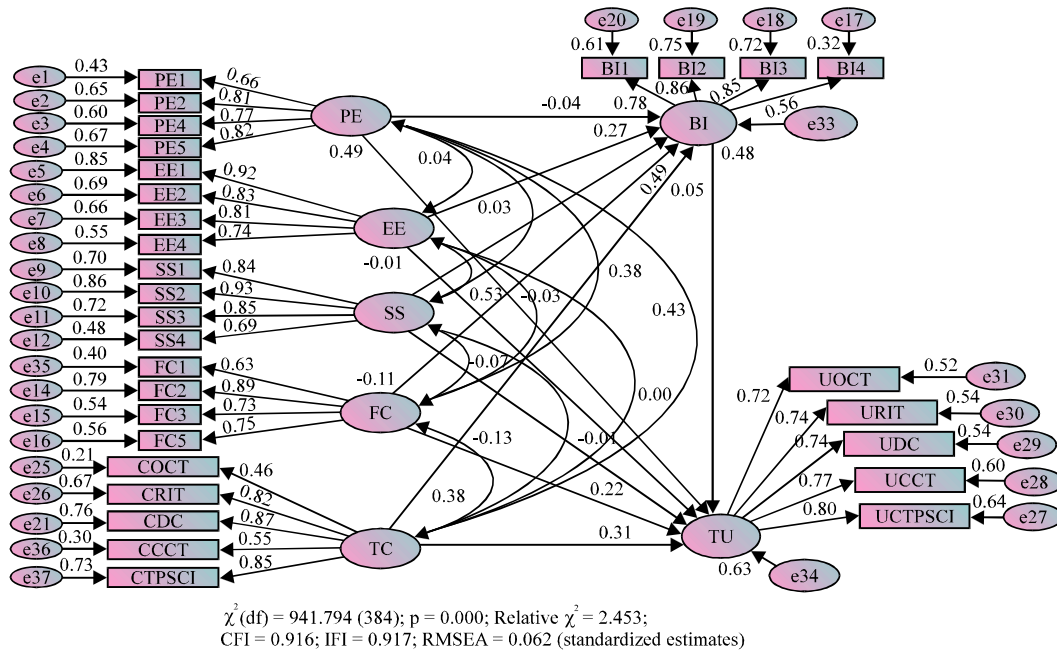 e20 e19 e18 e17
0.61 0.75 0.72 0.32
BI1 BI2 BI3 BI4
0.78 0.86 0.85 0.56
e1 0.43 PE1 0.66
e2 0.65 PE2 0.81
e3 0.60 PE4 0.77
e4 0.67 PE5 0.82
PE -0.04 BI e33
0.49 0.04 0.27 0.48
e5 0.85 EE1 0.92
e6 0.69 EE2 0.83
e7 0.66 EE3 0.81
e8 0.55 EE4 0.74
EE 0.03 0.49 0.05
-0.01 0.38
e9 0.70 SS1 0.84
e10 0.86 SS2 0.93
e11 0.72 SS3 0.85
e12 0.48 SS4 0.69
SS 0.53 -0.03 0.43
-0.07
e35 0.40 FC1 0.63
e14 0.79 FC2 0.89
e15 0.54 FC3 0.73
e16 0.56 FC5 0.75
-0.11 0.00
FC
-0.13 -0.01
e25 0.21 COCT 0.46
e26 0.67 CRIT 0.82
e21 0.76 CDC 0.87
e36 0.30 CCCT 0.55
e37 0.73 CTPSCI 0.85
0.38 0.22
TC 0.31 TU
0.63 e34
0.72 UOCT 0.52 e31
0.74 URIT 0.54 e30
0.74 UDC 0.54 e29
0.77 UCCT 0.60 e28
0.80 UCTPSCI 0.64 e27
χ²(df) = 941.794 (384); p = 0.000; Relative χ² = 2.453;
CFI = 0.916; IFI = 0.917; RMSEA = 0.062 (standardized estimates)